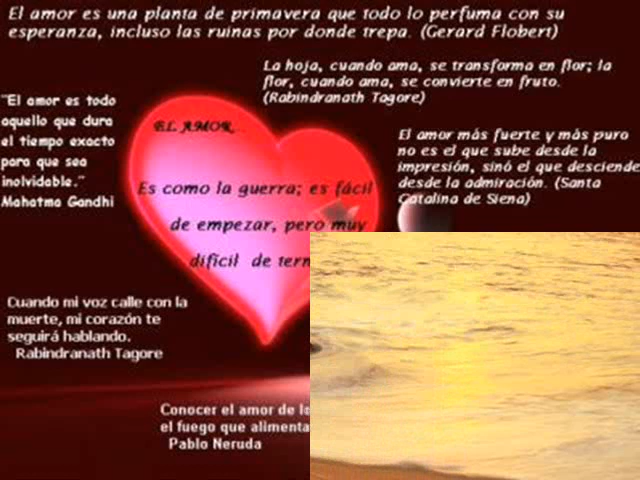 El amor es una planta de primavera que todo lo perfuma con su
esperanza, incluso las ruinas por donde trepa. (Gerard Flobert)
La hoja, cuando ama, se transforma en flor; la
flor, cuando ama, se convierte en fruto.
(Rabindranath Tagore)
"El amor es todo
aquello que dura
el tiempo exacto
para que sea
inolvidable."
Mahatma Gandhi
EL AMOR...
Es como la guerra; es fácil
de empezar, pero muy
difícil de
El amor más fuerte y más puro
no es el que sube desde la
impresión, sinó el que desciende
desde la admiración. (Santa
Catalina de Siena)
Cuando mi voz calle con la
muerte, mi corazón te
seguirá hablando.
Rabindranath Tagore
Conocer el amor de
el fuego que alimenta
Pablo Neruda